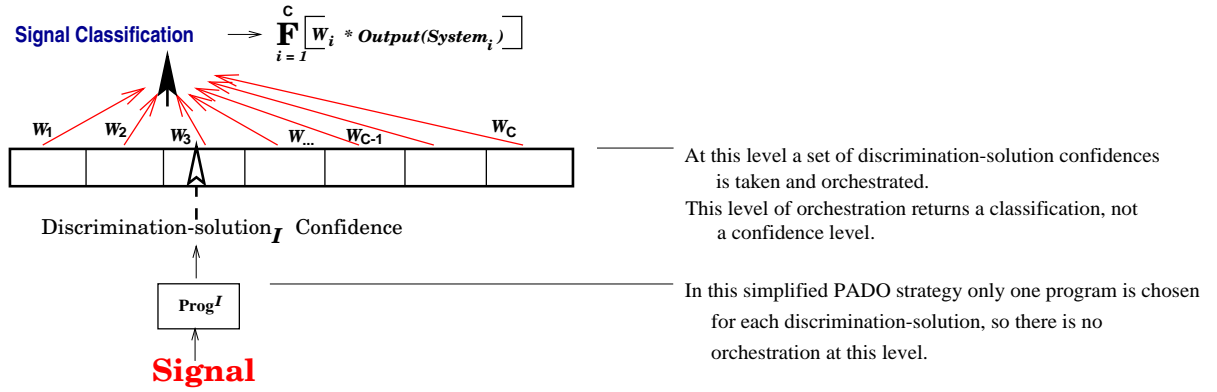 Signal Classification
C
F [ W i * Output(System i ) ]
i = 1
W1 W2 W3 W... WC-1 WC
At this level a set of discrimination-solution confidences
is taken and orchestrated.
This level of orchestration returns a classification, not
a confidence level.
Discrimination-solution I Confidence
Prog I
In this simplified PADO strategy only one program is chosen
for each discrimination-solution, so there is no
orchestration at this level.
Signal